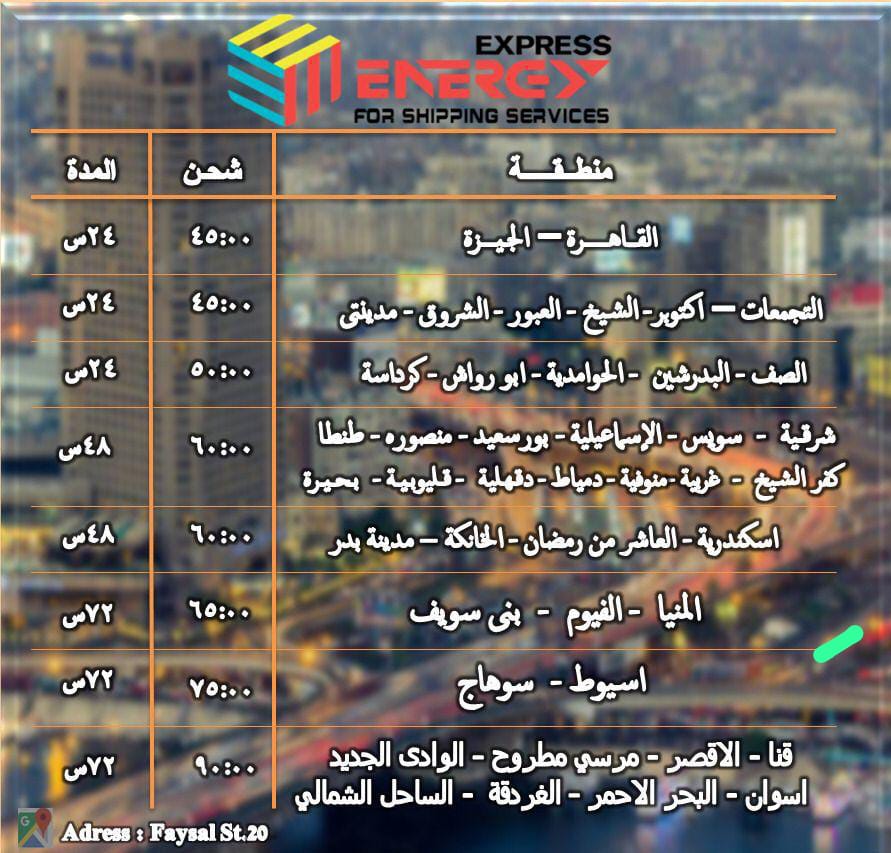 EXPRESS
ENERGY
FOR SHIPPING SERVICES
منطقة شحن المدة
القاهرة – الجيزة ٤٥:٠٠ ٢٤س
التجمعات – اكتوبر - الشيخ - العبور - الشروق - مدينتى ٤٥:٠٠ ٢٤س
الصف - البدرشين - الحوامدية - ابو رواش - كرداسة ٥٠:٠٠ ٢٤س
شرقية - سويس - الإسماعيلية - بورسعيد - منصوره - طنطا
كفر الشيخ - غربية - منوفية - دمياط - دقهلية - قليوبية - بحيرة ٦٠:٠٠ ٤٨س
اسكندرية - العاشر من رمضان - الخانكة – مدينة بدر ٦٠:٠٠ ٤٨س
المنيا - الفيوم - بنى سويف ٦٥:٠٠ ٧٢س
اسيوط - سوهاج ٧٥:٠٠ ٧٢س
قنا - الاقصر - مرسي مطروح - الوادى الجديد
اسوان - البحر الاحمر - الغردقة - الساحل الشمالي ٩٠:٠٠ ٧٢س
Adress : Faysal St.20